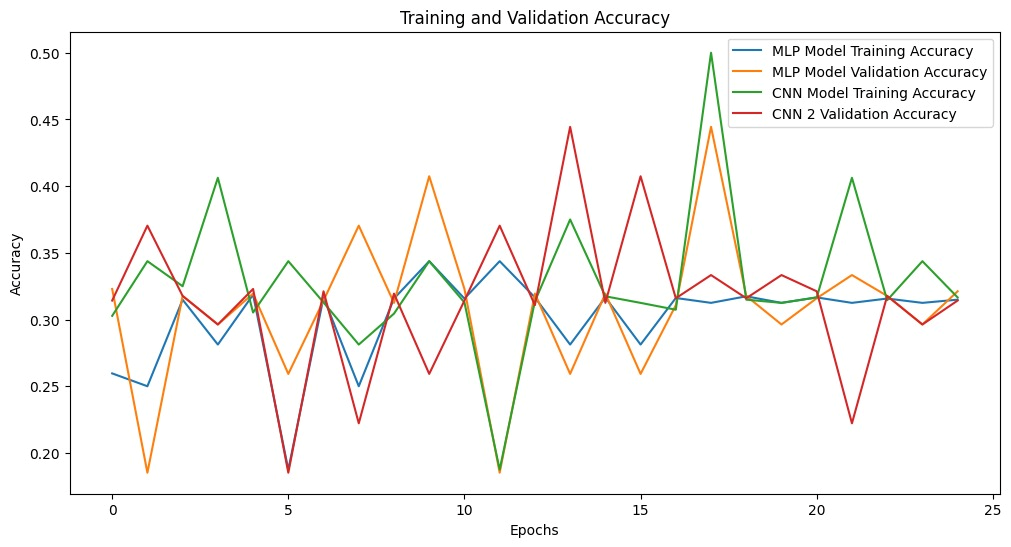 Training and Validation Accuracy
MLP Model Training Accuracy
MLP Model Validation Accuracy
CNN Model Training Accuracy
CNN 2 Validation Accuracy
Accuracy
0.50
0.45
0.40
0.35
0.30
0.25
0.20
0 5 10 15 20 25
Epochs